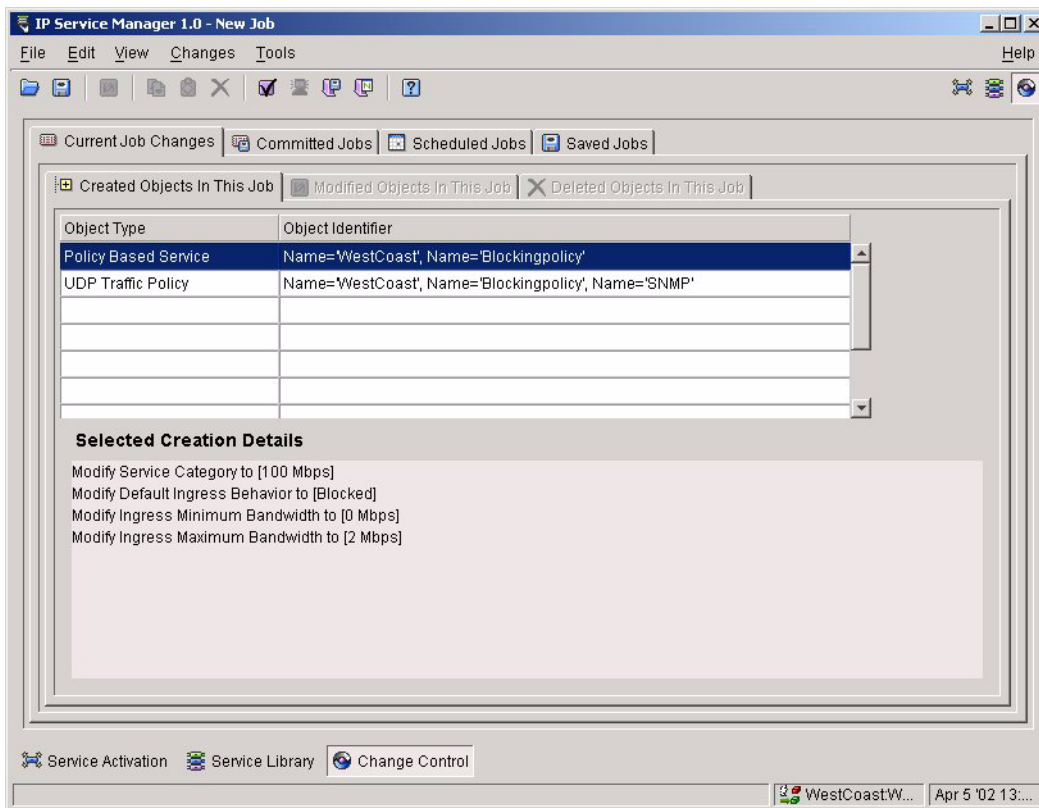 IP Service Manager 1.0 - New Job
File Edit View Changes Tools Help
Current Job Changes Committed Jobs Scheduled Jobs Saved Jobs
Created Objects In This Job Modified Objects In This Job Deleted Objects In This Job
Object Type Object Identifier
Policy Based Service Name='WestCoast', Name='Blockingpolicy'
UDP Traffic Policy Name='WestCoast', Name='Blockingpolicy', Name='SNMP'
Selected Creation Details
Modify Service Category to [100 Mbps]
Modify Default Ingress Behavior to [Blocked]
Modify Ingress Minimum Bandwidth to [0 Mbps]
Modify Ingress Maximum Bandwidth to [2 Mbps]
Service Activation Service Library Change Control
WestCoast:W... Apr 5 '02 13:...